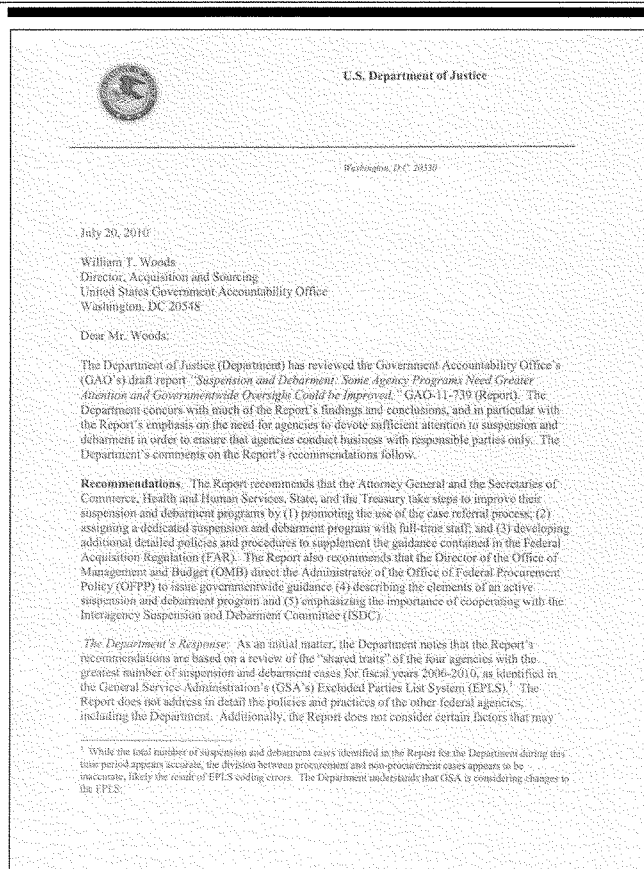 U.S. Department of Justice
Washington, D.C. 20530
July 20, 2010
William T. Woods
Director, Acquisition and Sourcing
United States Government Accountability Office
Washington, DC 20548
Dear Mr. Woods:
The Department of Justice (Department) has reviewed the Government Accountability Office's
(GAO's) draft report "Suspension and Debarment: Some Agency Programs Need Greater
Attention and Governmentwide Oversight Could be Improved," GAO-11-739 (Report). The
Department concurs with much of the Report's findings and conclusions, and in particular with
the Report's emphasis on the need for agencies to devote sufficient attention to suspension and
debarment in order to ensure that agencies conduct business with responsible parties only. The
Department's comments on the Report's recommendations follow.
Recommendations. The Report recommends that the Attorney General and the Secretaries of
Commerce, Health and Human Services, State, and the Treasury take steps to improve their
suspension and debarment programs by (1) promoting the use of the case referral process; (2)
assigning a dedicated suspension and debarment program with full-time staff; and (3) developing
additional detailed policies and procedures to supplement the guidance contained in the Federal
Acquisition Regulation (FAR). The Report also recommends that the Director of the Office of
Management and Budget (OMB) direct the Administrator of the Office of Federal Procurement
Policy (OFPP) to issue governmentwide guidance (4) describing the elements of an active
suspension and debarment program and (5) emphasizing the importance of cooperating with the
Interagency Suspension and Debarment Committee (ISDC).
The Department's Response: As an initial matter, the Department notes that the Report's
recommendations are based on a review of the "shared traits" of the four agencies with the
greatest number of suspension and debarment cases for fiscal years 2006-2010, as identified in
the General Service Administration's (GSA's) Excluded Parties List System (EPLS).1 The
Report does not address in detail the policies and practices of the other federal agencies,
including the Department. Additionally, the Report does not consider certain factors that may
1 While the total number of suspension and debarment cases identified in the Report for the Department during this
time period appears accurate, the division between procurement and non-procurement cases appears to be
inaccurate, likely the result of EPLS coding errors. The Department understands that GSA is considering changes to
the EPLS.